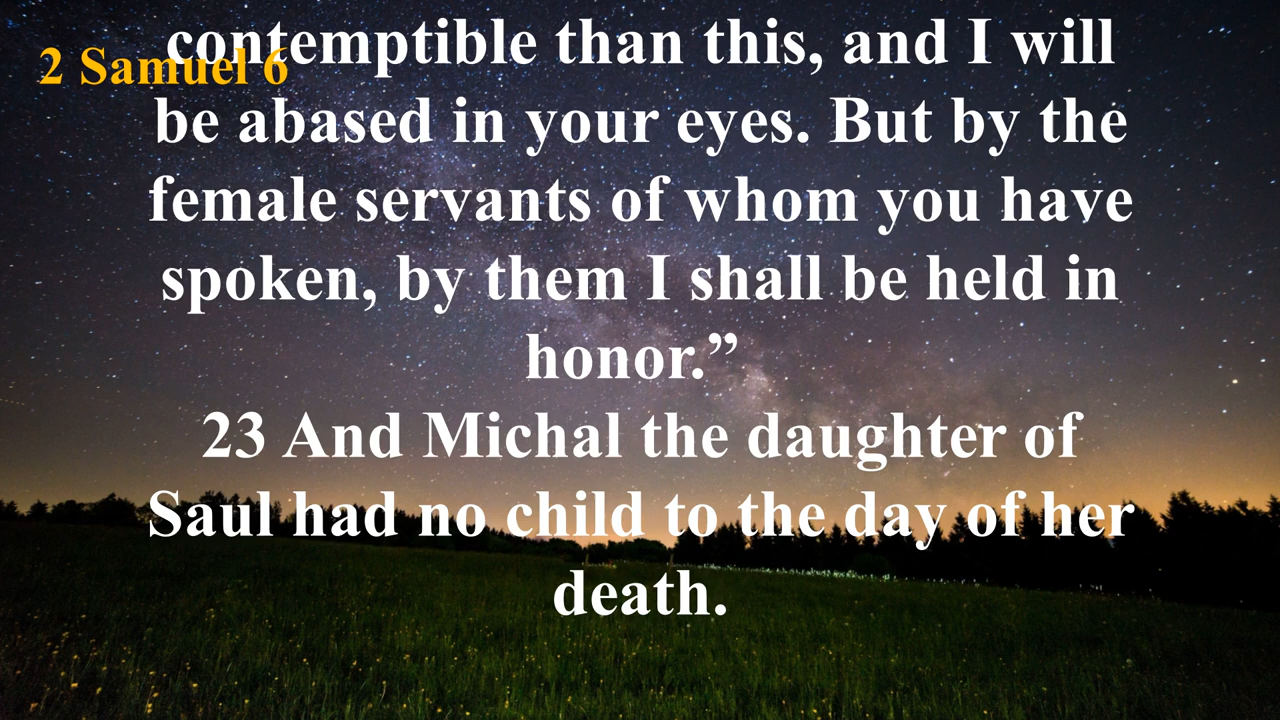 2 Samuel 6
contemptible than this, and I will
be abased in your eyes. But by the
female servants of whom you have
spoken, by them I shall be held in
honor.”
23 And Michal the daughter of
Saul had no child to the day of her
death.